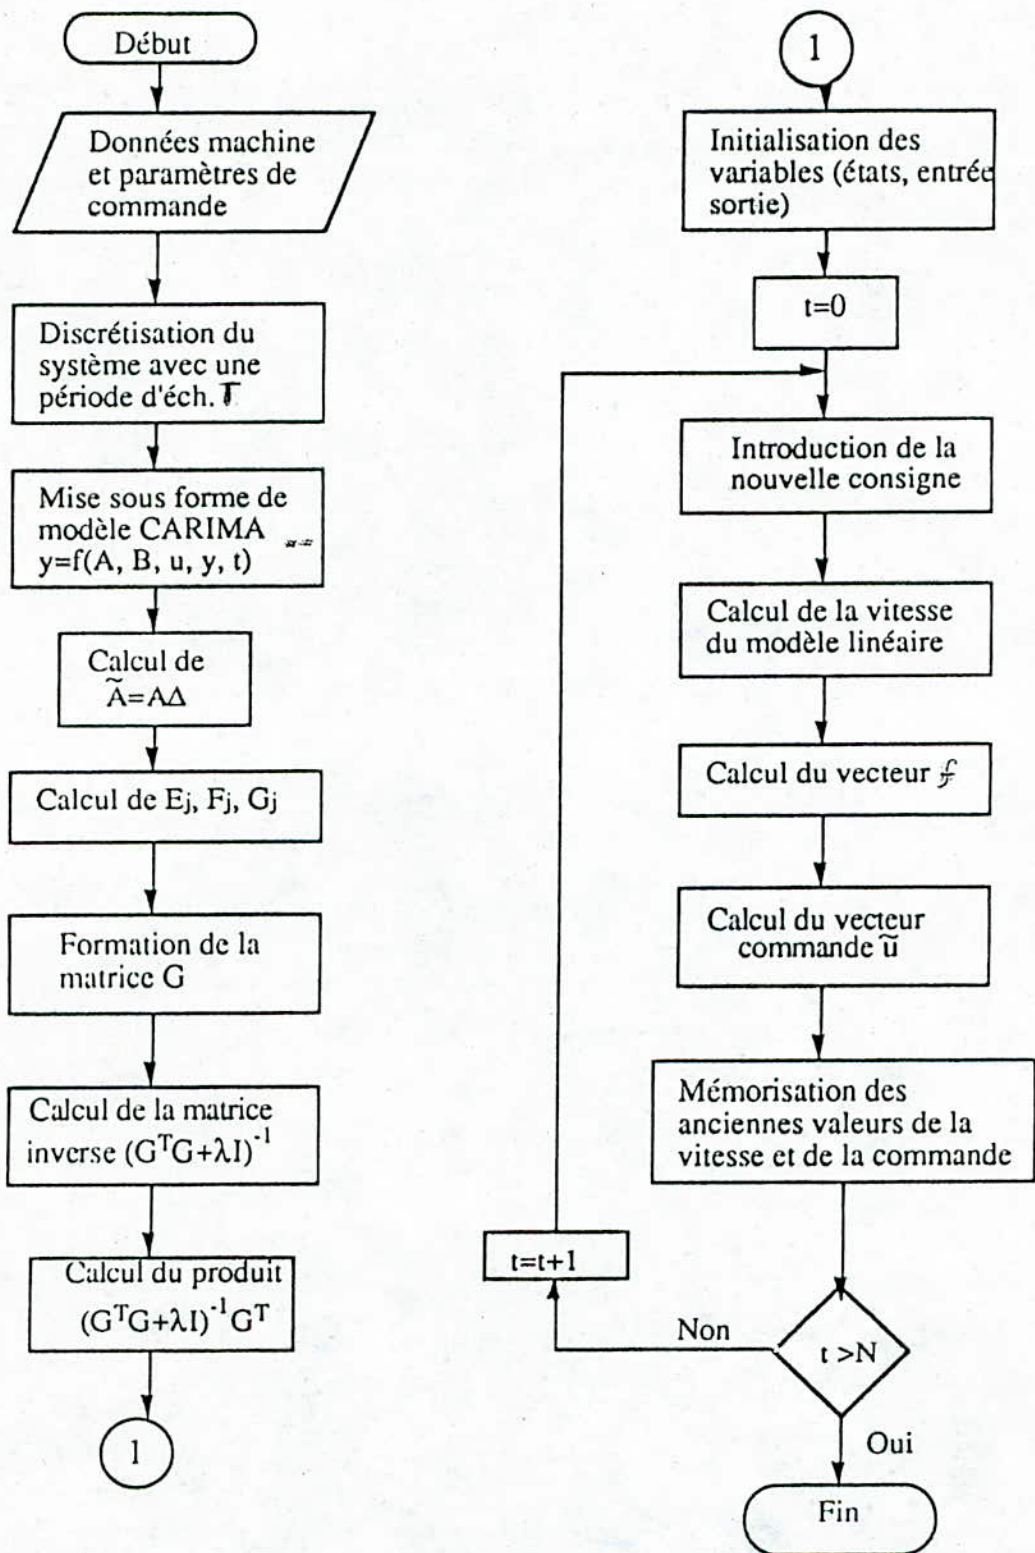 Début
Données machine
et paramètres de
commande
Discrétisation du
système avec une
période d'éch. T
Mise sous forme de
modèle CARIMA
y=f(A, B, u, y, t)
Calcul de
Ã=AΔ
Calcul de Ej, Fj, Gj
Formation de la
matrice G
Calcul de la matrice
inverse (GᵀG+λI)⁻¹
Calcul du produit
(GᵀG+λI)⁻¹Gᵀ
1
1
Initialisation des
variables (états, entrée
sortie)
t=0
Introduction de la
nouvelle consigne
Calcul de la vitesse
du modèle linéaire
Calcul du vecteur
Calcul du vecteur
commande ũ
Mémorisation des
anciennes valeurs de la
vitesse et de la commande
t=t+1
Non
t >N
Oui
Fin